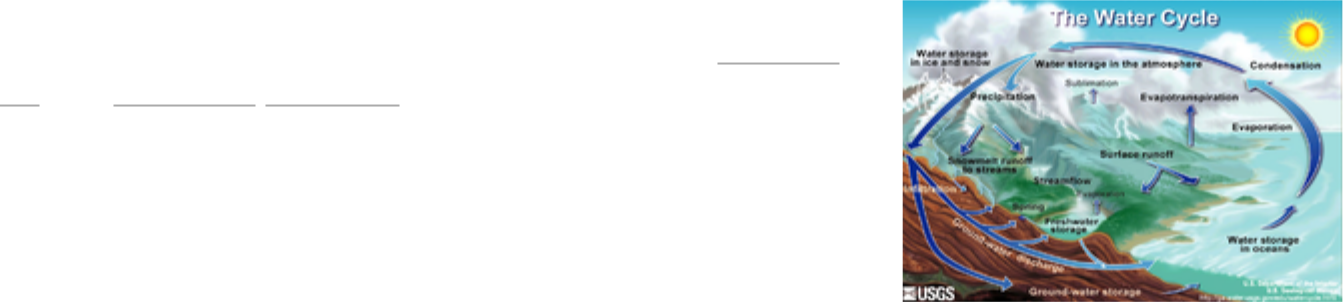 The Water Cycle
Water storage
in ice and snow
Water storage in the atmosphere
Condensation
Sublimation
Precipitation
Evapotranspiration
Evaporation
Surface runoff
Snowmelt runoff
to streams
Streamflow
Evaporation
Infiltration
Spring
Freshwater
storage
Ground-water discharge
Water storage
in oceans
Ground-water storage
USGS